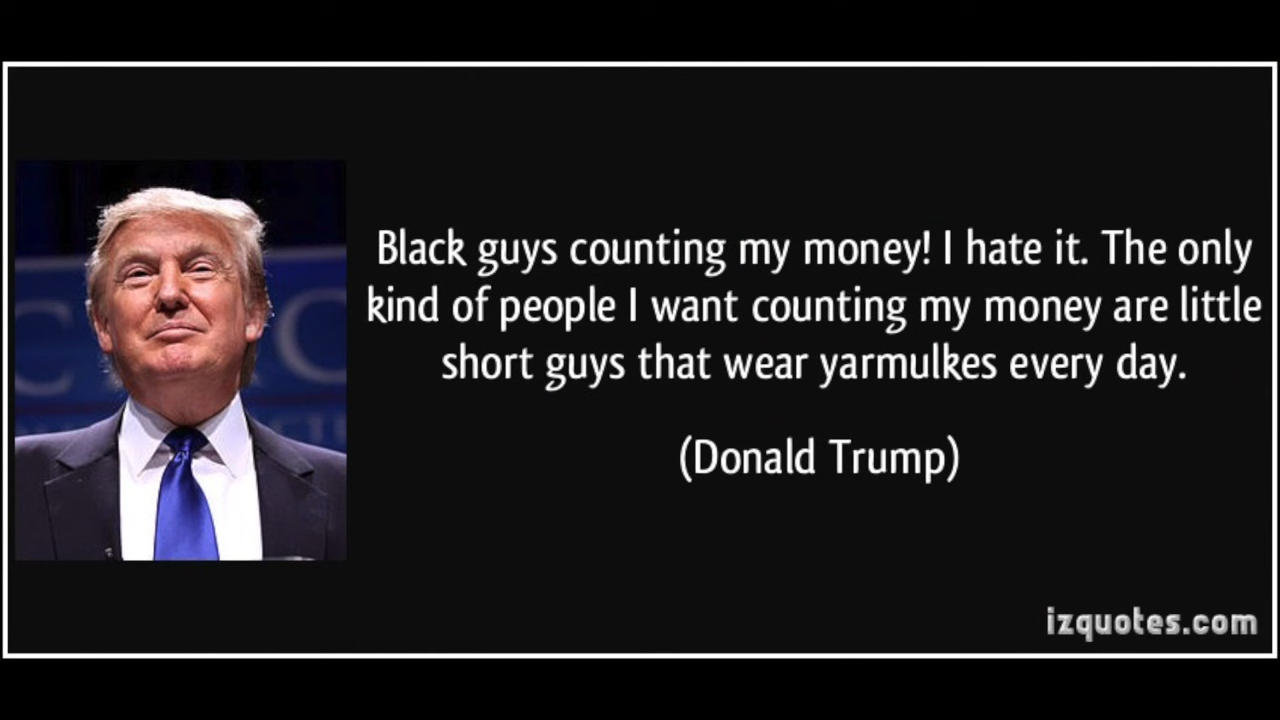 Black guys counting my money! I hate it. The only
kind of people I want counting my money are little
short guys that wear yarmulkes every day.
(Donald Trump)
izquotes.com